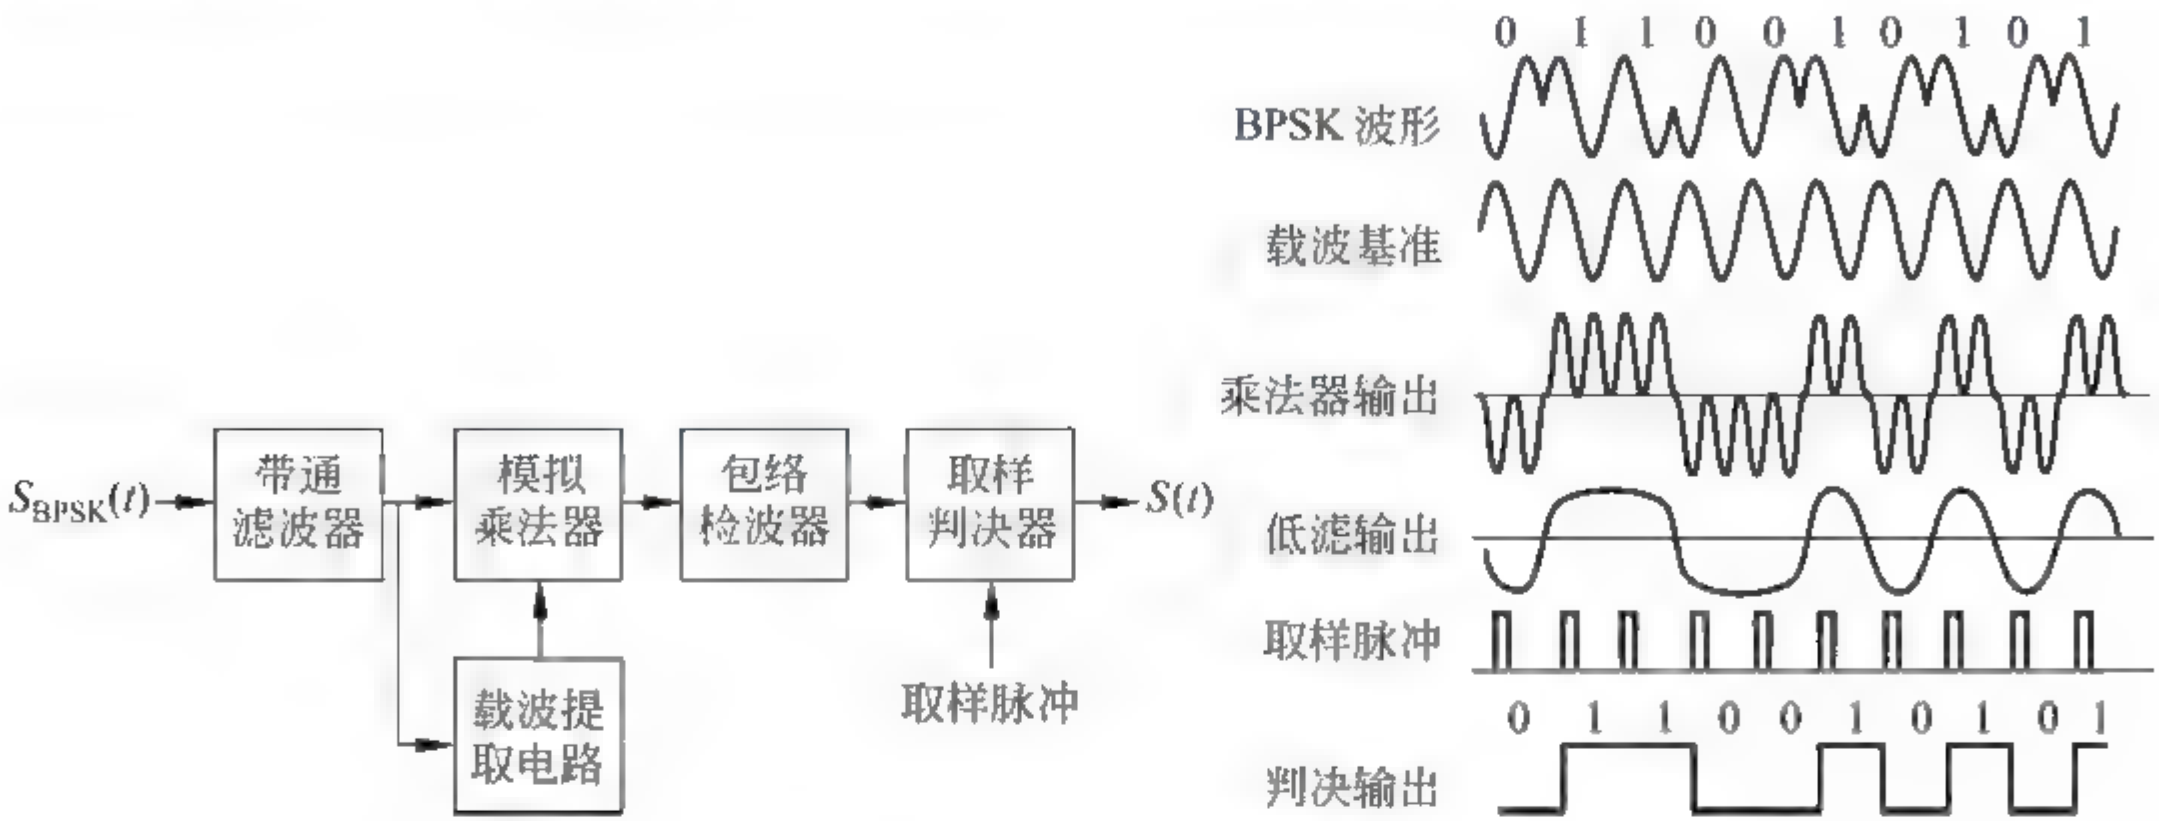 S_BPSK(t)
带通
滤波器
模拟
乘法器
包络
检波器
取样
判决器
S(t)
载波提
取电路
取样脉冲
0 1 1 0 0 1 0 1 0 1
BPSK 波形
载波基准
乘法器输出
低滤输出
取样脉冲
0 1 1 0 0 1 0 1 0 1
判决输出